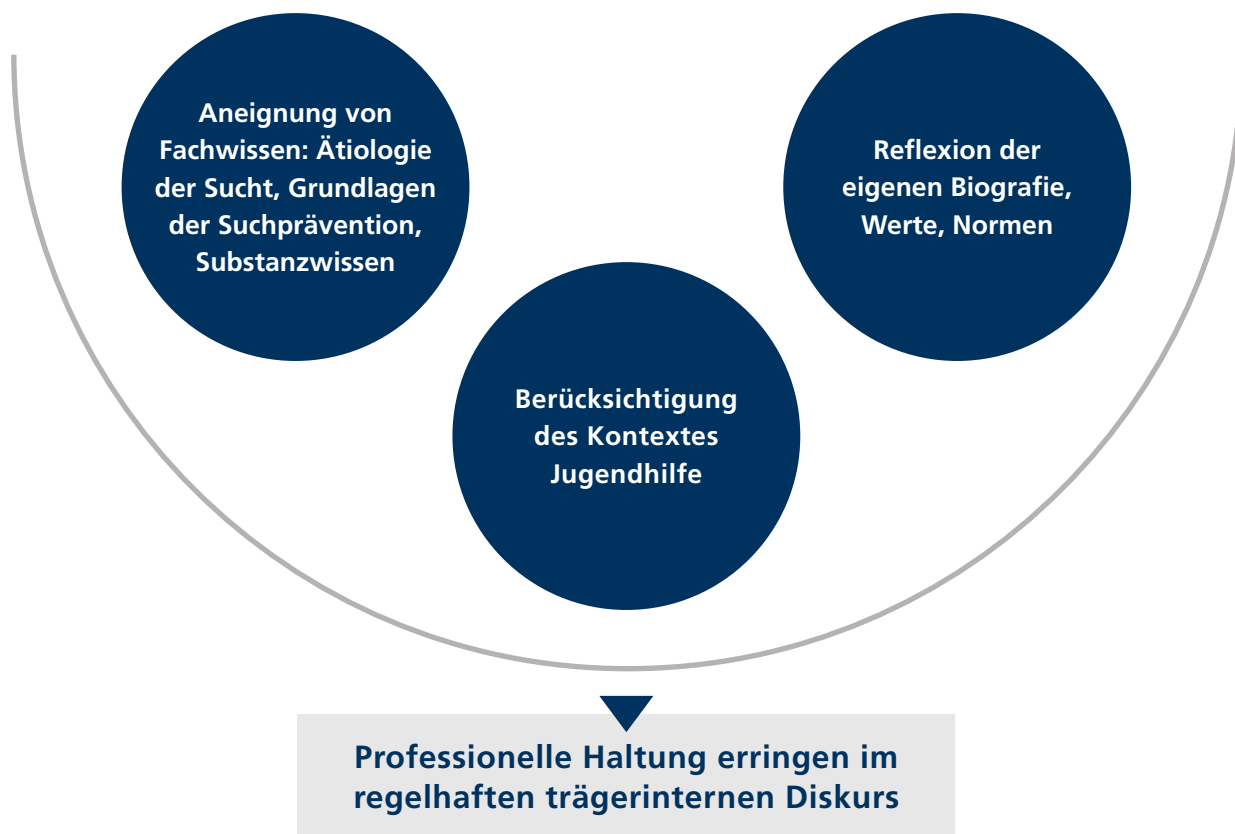 Aneignung von
Fachwissen: Ätiologie
der Sucht, Grundlagen
der Suchprävention,
Substanzwissen
Reflexion der
eigenen Biografie,
Werte, Normen
Berücksichtigung
des Kontextes
Jugendhilfe
Professionelle Haltung erringen im
regelhaften trägerinternen Diskurs